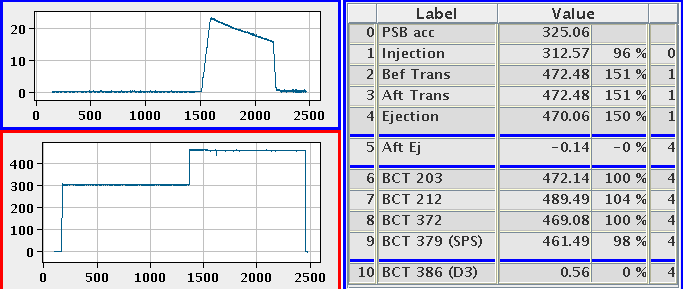 20
10
0
0 500 1000 1500 2000 2500
400
300
200
100
0
0 500 1000 1500 2000 2500
Label Value
0 PSB acc 325.06
1 Injection 312.57 96 % 0
2 Bef Trans 472.48 151 % 1
3 Aft Trans 472.48 151 % 1
4 Ejection 470.06 150 % 1
5 Aft Ej −0.14 −0 % 4
6 BCT 203 472.14 100 % 4
7 BCT 212 489.49 104 % 4
8 BCT 372 469.08 100 % 4
9 BCT 379 (SPS) 461.49 98 % 4
10 BCT 386 (D3) 0.56 0 % 4